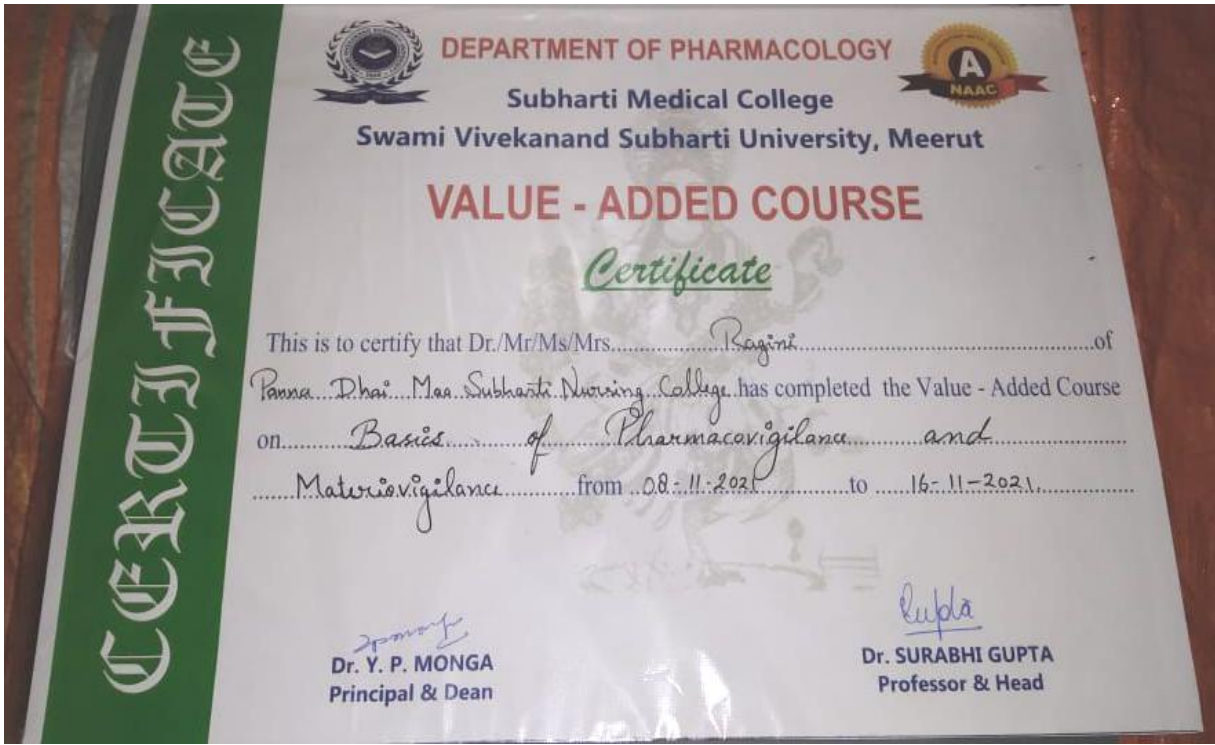 CERTIFICATE
DEPARTMENT OF PHARMACOLOGY
A
NAAC
Subharti Medical College
Swami Vivekanand Subharti University, Meerut
VALUE - ADDED COURSE
Certificate
This is to certify that Dr./Mr/Ms/Mrs.............Ragini.............of
Panna Dhai Maa Subharti Nursing College has completed the Value - Added Course
on...........Basics of Pharmacovigilance and
Materiovigilance from 08-11-2021 to 16-11-2021.
Gupta
Dr. Y. P. MONGA
Principal & Dean
Dr. SURABHI GUPTA
Professor & Head